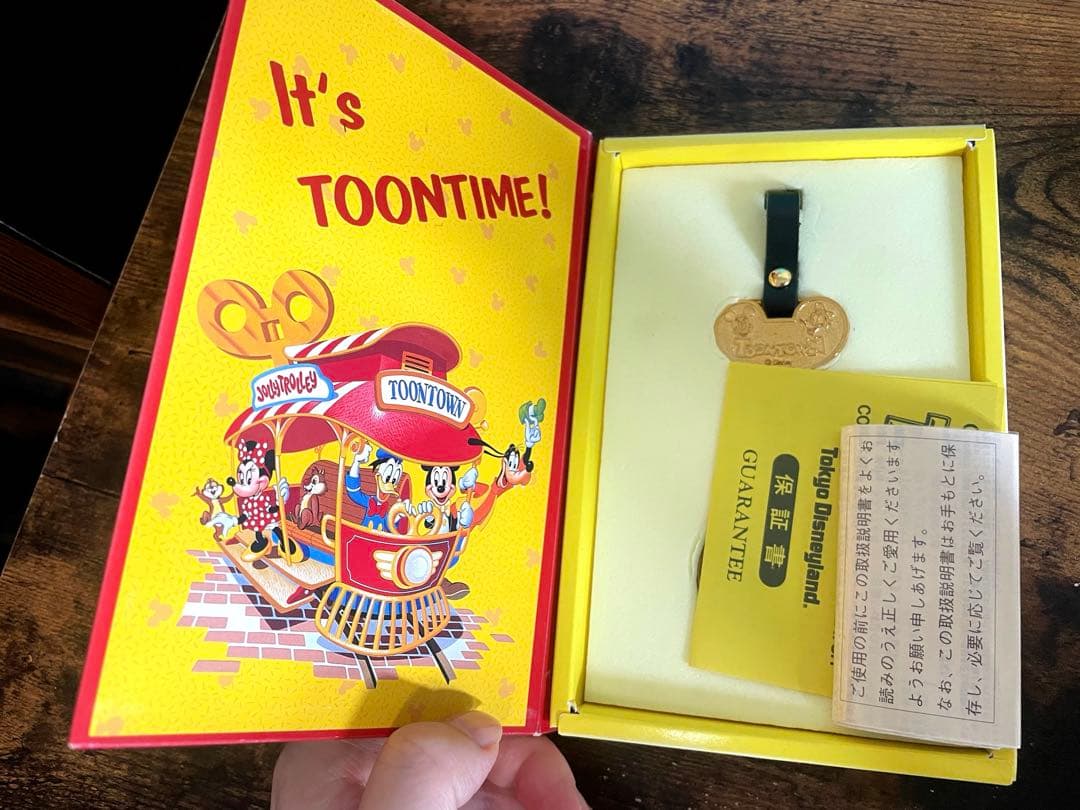 It's
TOONTIME!
JOLLYTROLLEY
TOONTOWN
TOONTOWN
Tokyo Disneyland.
保証書
GUARANTEE
ご使用の前にこの取扱説明書をよくお
読みのうえ正しくご愛用くださいます
ようお願い申しあげます。
なお、この取扱説明書はお手もとに保
存し、必要に応じてご覧ください。